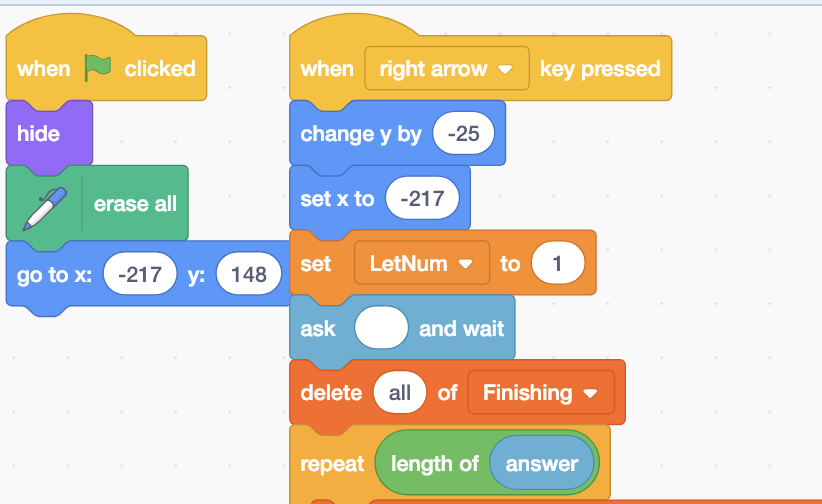 when clicked
hide
erase all
go to x: -217 y: 148
when right arrow key pressed
change y by -25
set x to -217
set LetNum to 1
ask and wait
delete all of Finishing
repeat length of answer